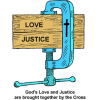 LOVE
JUSTICE
God's Love and Justice
are brought together by the Cross